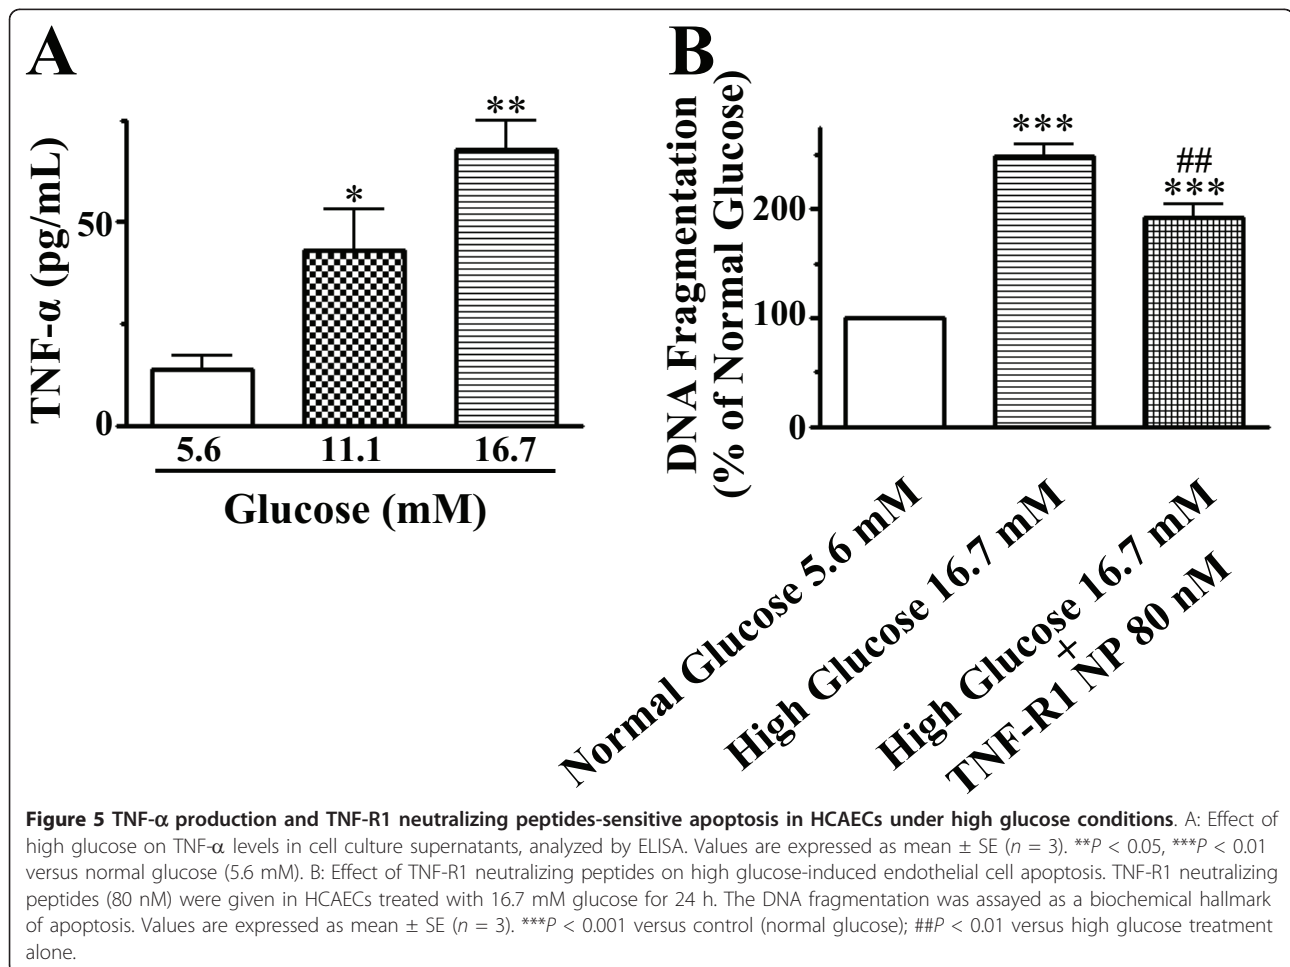 A
TNF-α (pg/mL)
50
0
*
**
5.6 11.1 16.7
Glucose (mM)
B
DNA Fragmentation
(% of Normal Glucose)
200
100
0
***
##
***
Normal Glucose 5.6 mM
High Glucose 16.7 mM
High Glucose 16.7 mM
+
TNF-R1 NP 80 nM
Figure 5 TNF-α production and TNF-R1 neutralizing peptides-sensitive apoptosis in HCAECs under high glucose conditions. A: Effect of
high glucose on TNF-α levels in cell culture supernatants, analyzed by ELISA. Values are expressed as mean ± SE (n = 3). **P < 0.05, ***P < 0.01
versus normal glucose (5.6 mM). B: Effect of TNF-R1 neutralizing peptides on high glucose-induced endothelial cell apoptosis. TNF-R1 neutralizing
peptides (80 nM) were given in HCAECs treated with 16.7 mM glucose for 24 h. The DNA fragmentation was assayed as a biochemical hallmark
of apoptosis. Values are expressed as mean ± SE (n = 3). ***P < 0.001 versus control (normal glucose); ##P < 0.01 versus high glucose treatment
alone.